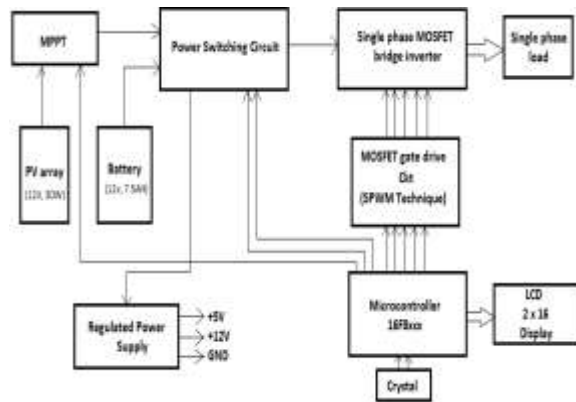 MPPT
Power Switching Circuit
Single phase MOSFET
bridge inverter
Single phase
load
PV array
(12V, 30W)
Battery
(12v, 7.5AH)
MOSFET gate drive
Ckt
(SPWM Technique)
Regulated Power
Supply
+5V
+12V
GND
Microcontroller
16F8xxx
LCD
2 x 16
Display
Crystal